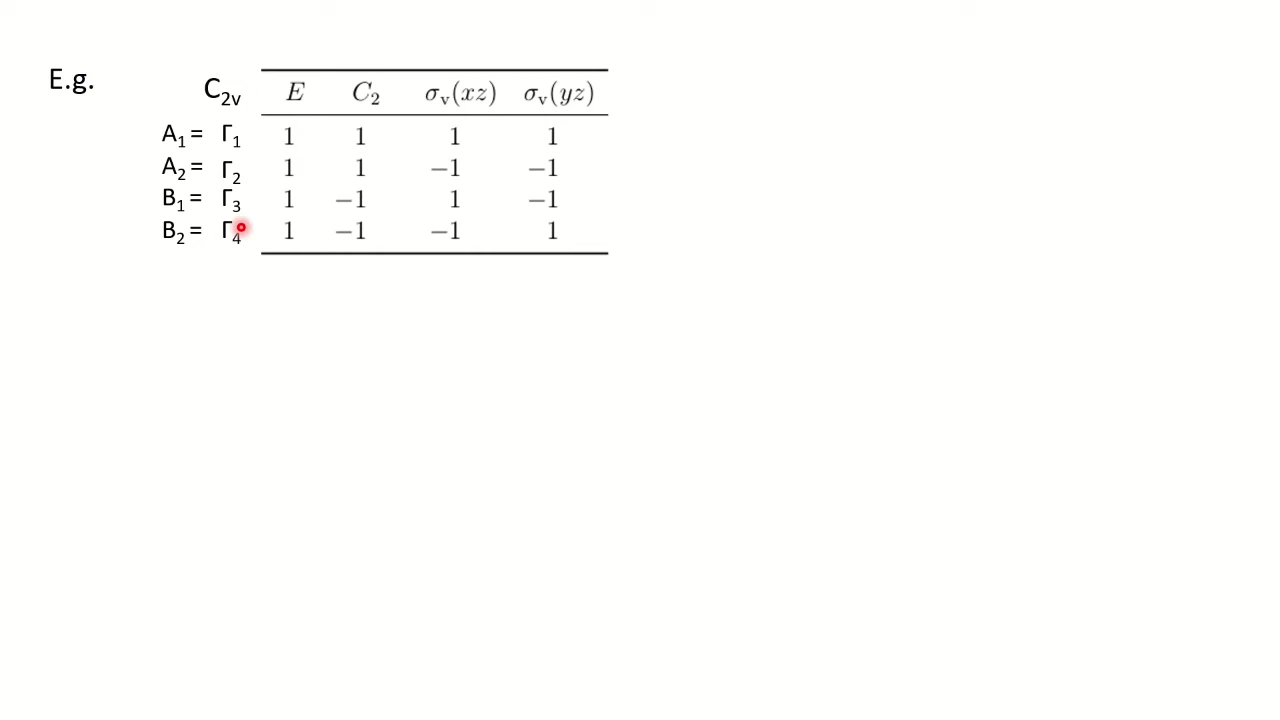 E.g. C₂ᵥ E C₂ σᵥ(xz) σᵥ(yz)
A₁ = Γ₁ 1 1 1 1
A₂ = Γ₂ 1 1 −1 −1
B₁ = Γ₃ 1 −1 1 −1
B₂ = Γ₄ 1 −1 −1 1